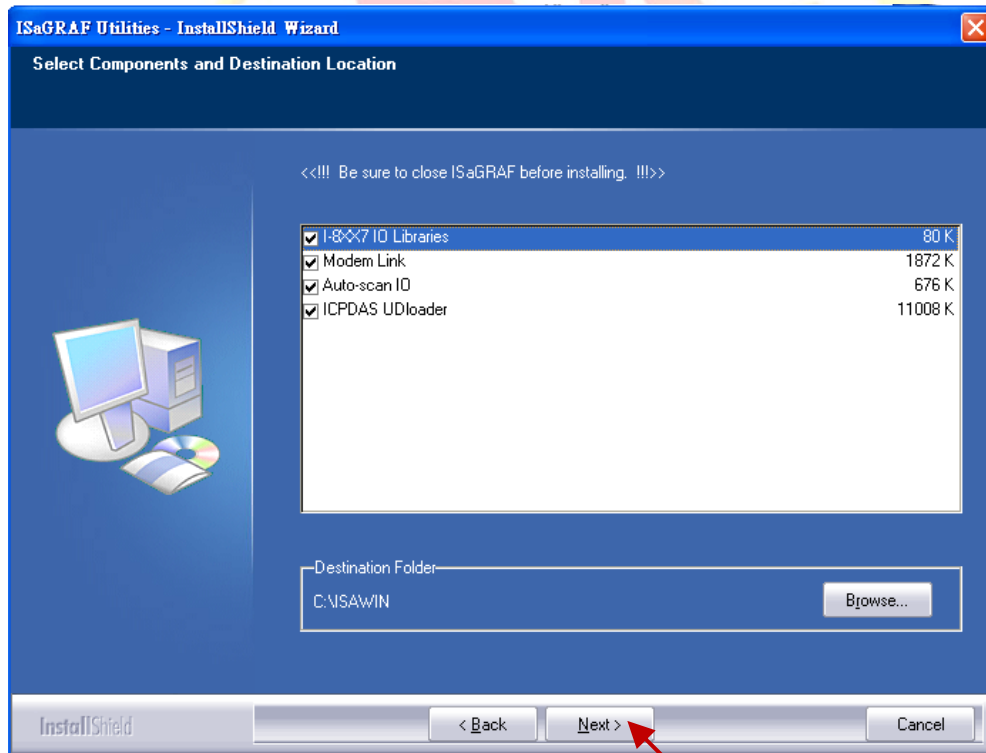 ISaGRAF Utilities - InstallShield Wizard
Select Components and Destination Location
<<!!! Be sure to close ISaGRAF before installing. !!!>>
I-8XX7 IO Libraries 80 K
Modem Link 1872 K
Auto-scan IO 676 K
ICPDAS UDloader 11008 K
Destination Folder
C:\ISAWIN
Browse...
InstallShield
< Back
Next >
Cancel